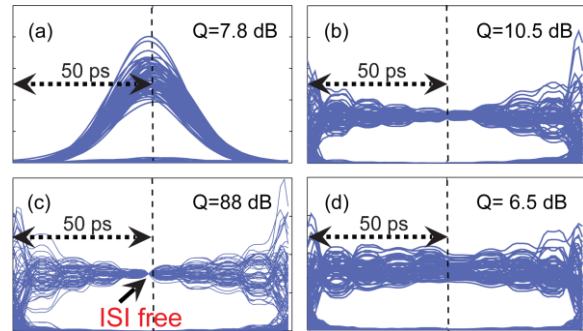 (a) Q=7.8 dB
50 ps
(b) Q=10.5 dB
50 ps
(c) Q=88 dB
50 ps
ISI free
(d) Q= 6.5 dB
50 ps